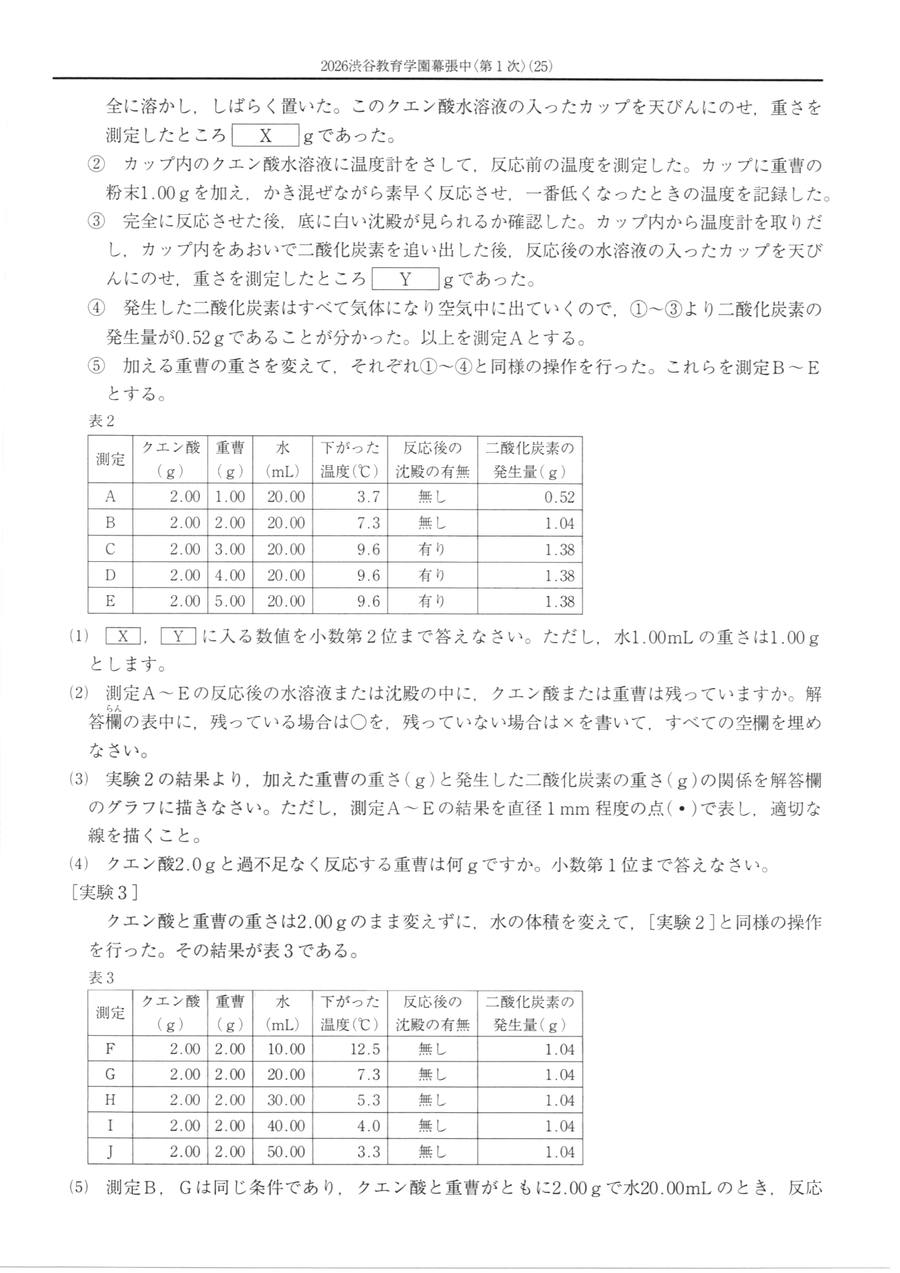 2026渋谷教育学園幕張中(第1次)(25)
全に溶かし，しばらく置いた。このクエン酸水溶液の入ったカップを天びんにのせ，重さを
測定したところ X gであった。
② カップ内のクエン酸水溶液に温度計をさして，反応前の温度を測定した。カップに重曹の
粉末1.00gを加え，かき混ぜながら素早く反応させ，一番低くなったときの温度を記録した。
③ 完全に反応させた後，底に白い沈殿が見られるか確認した。カップ内から温度計を取りだ
し，カップ内をあおいで二酸化炭素を追い出した後，反応後の水溶液の入ったカップを天び
んにのせ，重さを測定したところ Y gであった。
④ 発生した二酸化炭素はすべて気体になり空気中に出ていくので，①～③より二酸化炭素の
発生量が0.52gであることが分かった。以上を測定Aとする。
⑤ 加える重曹の重さを変えて，それぞれ①～④と同様の操作を行った。これらを測定B～E
とする。
表2
測定 クエン酸(g) 重曹(g) 水(mL) 下がった温度(℃) 反応後の沈殿の有無 二酸化炭素の発生量(g)
A 2.00 1.00 20.00 3.7 無し 0.52
B 2.00 2.00 20.00 7.3 無し 1.04
C 2.00 3.00 20.00 9.6 有り 1.38
D 2.00 4.00 20.00 9.6 有り 1.38
E 2.00 5.00 20.00 9.6 有り 1.38
(1) X，Yに入る数値を小数第2位まで答えなさい。ただし，水1.00mLの重さは1.00g
とします。
(2) 測定A～Eの反応後の水溶液または沈殿の中に，クエン酸または重曹は残っていますか。解
らん
答欄の表中に，残っている場合は○を，残っていない場合は×を書いて，すべての空欄を埋め
なさい。
(3) 実験2の結果より，加えた重曹の重さ(g)と発生した二酸化炭素の重さ(g)の関係を解答欄
のグラフに描きなさい。ただし，測定A～Eの結果を直径1mm程度の点(•)で表し，適切な
線を描くこと。
(4) クエン酸2.0gと過不足なく反応する重曹は何gですか。小数第1位まで答えなさい。
[実験3]
クエン酸と重曹の重さは2.00gのまま変えずに，水の体積を変えて，[実験2]と同様の操作
を行った。その結果が表3である。
表3
測定 クエン酸(g) 重曹(g) 水(mL) 下がった温度(℃) 反応後の沈殿の有無 二酸化炭素の発生量(g)
F 2.00 2.00 10.00 12.5 無し 1.04
G 2.00 2.00 20.00 7.3 無し 1.04
H 2.00 2.00 30.00 5.3 無し 1.04
I 2.00 2.00 40.00 4.0 無し 1.04
J 2.00 2.00 50.00 3.3 無し 1.04
(5) 測定B，Gは同じ条件であり，クエン酸と重曹がともに2.00gで水20.00mLのとき，反応